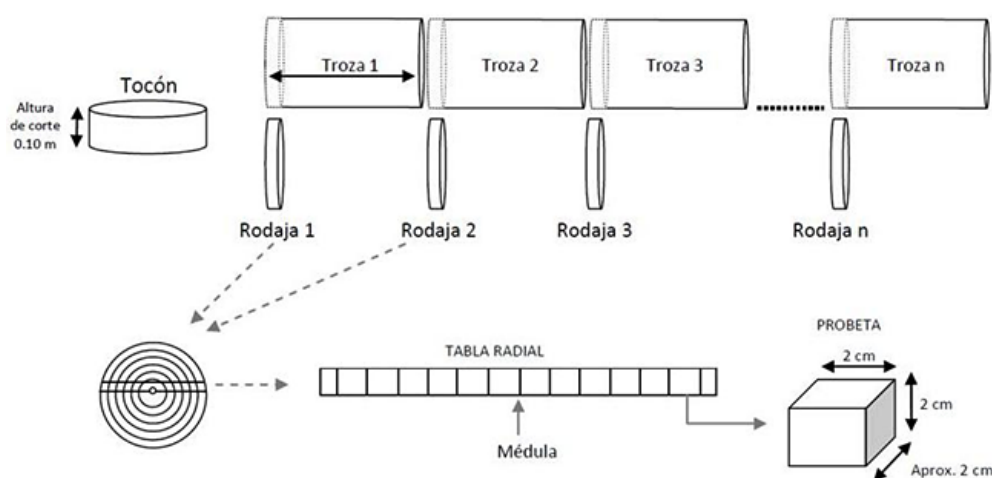 Tocón
Altura
de corte
0.10 m
Troza 1
Troza 2
Troza 3
Troza n
Rodaja 1
Rodaja 2
Rodaja 3
Rodaja n
TABLA RADIAL
Médula
PROBETA
2 cm
2 cm
Aprox. 2 cm